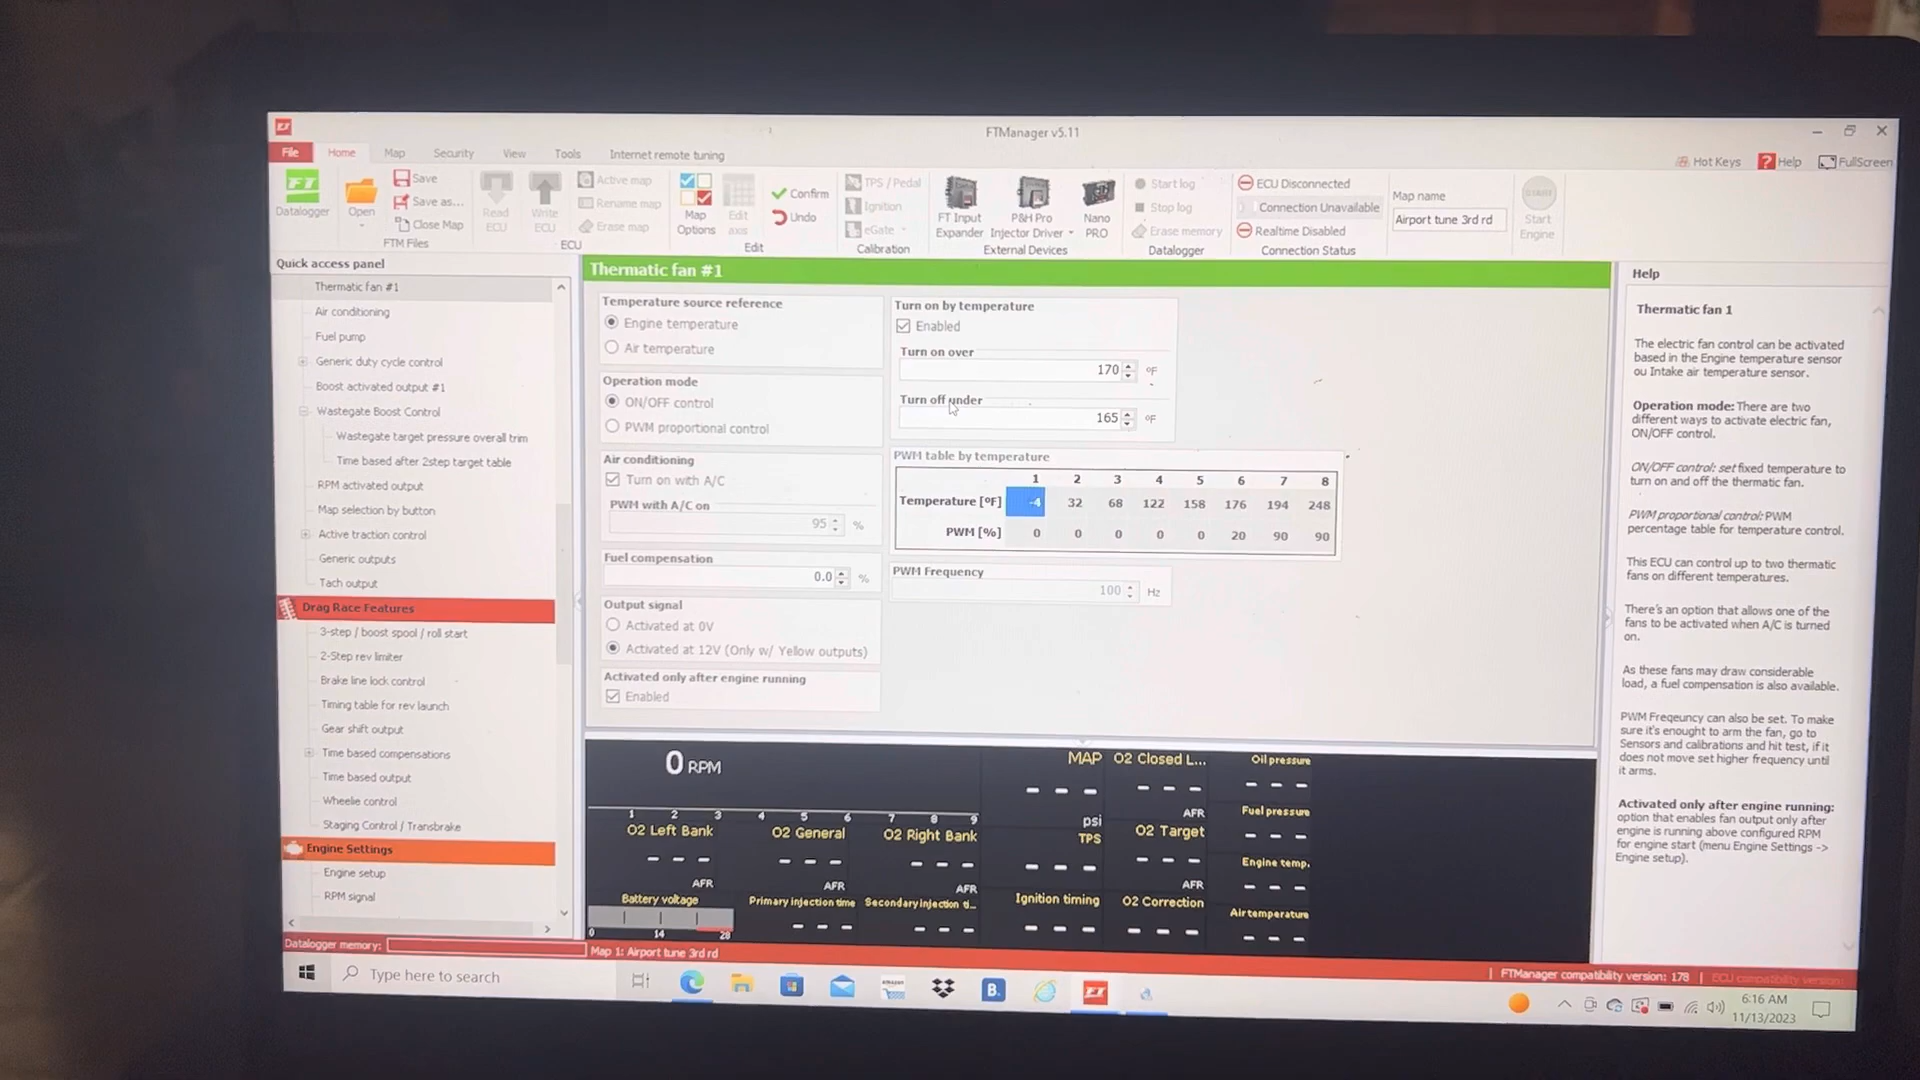 FTManager v5.11
File Home Map Security View Tools Internet remote tuning
Hot Keys ? Help FullScreen
FT Datalogger
Open
Save
Save as...
Close Map
FTM Files
Read ECU
Write ECU
Active map
Rename map
Erase map
ECU
Map Options
Edit axis
Confirm
Undo
Edit
TPS / Pedal
Ignition
eGate
Calibration
FT Input Expander
P&H Pro Injector Driver
Nano PRO
External Devices
Start log
Stop log
Erase memory
Datalogger
ECU Disconnected
Connection Unavailable
Realtime Disabled
Connection Status
Map name
Airport tune 3rd rd
START
Start Engine
Quick access panel
Thermatic fan #1
Air conditioning
Fuel pump
Generic duty cycle control
Boost activated output #1
Wastegate Boost Control
Wastegate target pressure overall trim
Time based after 2step target table
RPM activated output
Map selection by button
Active traction control
Generic outputs
Tach output
Drag Race Features
3-step / boost spool / roll start
2-Step rev limiter
Brake line lock control
Timing table for rev launch
Gear shift output
Time based compensations
Time based output
Wheelie control
Staging Control / Transbrake
Engine Settings
Engine setup
RPM signal
Datalogger memory:
Thermatic fan #1
Temperature source reference
Engine temperature
Air temperature
Operation mode
ON/OFF control
PWM proportional control
Air conditioning
Turn on with A/C
PWM with A/C on
95 %
Fuel compensation
0.0 %
Output signal
Activated at 0V
Activated at 12V (Only w/ Yellow outputs)
Activated only after engine running
Enabled
Turn on by temperature
Enabled
Turn on over
170 ºF
Turn off under
165 ºF
PWM table by temperature
1 2 3 4 5 6 7 8
Temperature [ºF] -4 32 68 122 158 176 194 248
PWM [%] 0 0 0 0 0 20 90 90
PWM Frequency
100 Hz
0 RPM
1 2 3 4 5 6 7 8 9
O2 Left Bank O2 General O2 Right Bank
- - - - - - - - -
AFR AFR AFR
Battery voltage Primary injection time Secondary injection ti...
0 14 28
- - - - - -
MAP O2 Closed L... Oil pressure
- - - - - - - - -
psi AFR Fuel pressure
TPS O2 Target - - -
- - - - - - Engine temp.
AFR - - -
Ignition timing O2 Correction Air temperature
- - - - - - - - -
Map 1: Airport tune 3rd rd
Help
Thermatic fan 1
The electric fan control can be activated
based in the Engine temperature sensor
ou Intake air temperature sensor.
Operation mode: There are two
different ways to activate electric fan,
ON/OFF control.
ON/OFF control: set fixed temperature to
turn on and off the thermatic fan.
PWM proportional control: PWM
percentage table for temperature control.
This ECU can control up to two thermatic
fans on different temperatures.
There's an option that allows one of the
fans to be activated when A/C is turned
on.
As these fans may draw considerable
load, a fuel compensation is also available.
PWM Freqeuncy can also be set. To make
sure it's enought to arm the fan, go to
Sensors and calibrations and hit test, if it
does not move set higher frequency until
it arms.
Activated only after engine running:
option that enables fan output only after
engine is running above configured RPM
for engine start (menu Engine Settings ->
Engine setup).
FTManager compatibility version: 178 | ECU compatibility version:
Type here to search
amazon
B.
FT
6:16 AM
11/13/2023